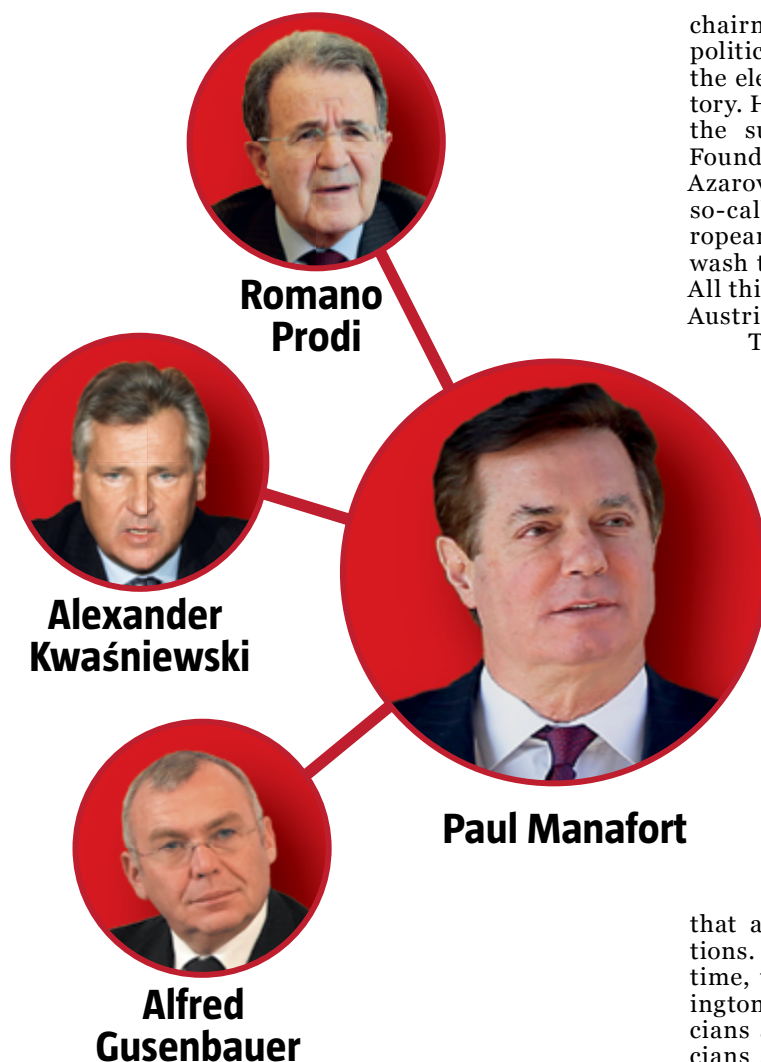 Romano
Prodi
Alexander
Kwaśniewski
Alfred
Gusenbauer
Paul Manafort
chairm
politic
the ele
tory. H
the su
Found
Azarov
so-cal
ropean
wash t
All thi
Austri
T
that a
tions.
time, t
ington
cians a
cians